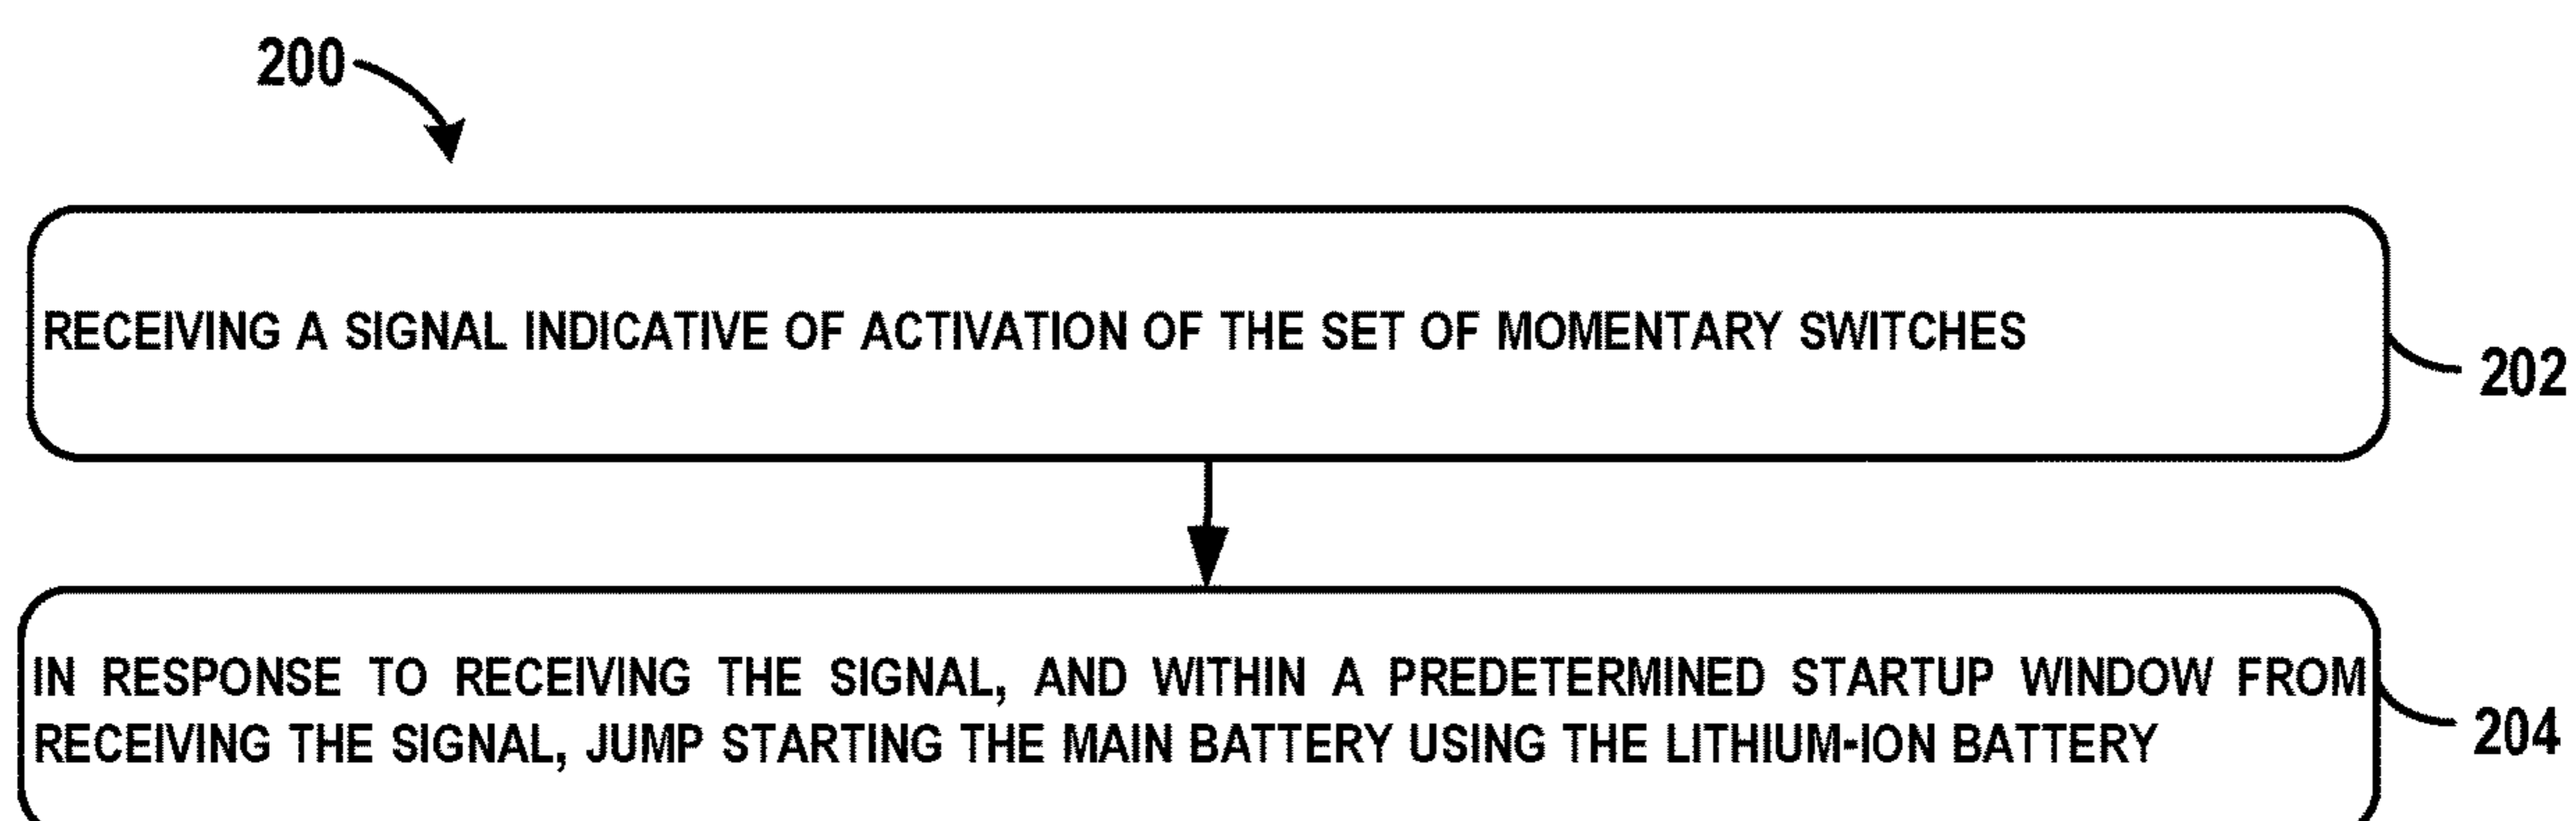 200
RECEIVING A SIGNAL INDICATIVE OF ACTIVATION OF THE SET OF MOMENTARY SWITCHES
202
IN RESPONSE TO RECEIVING THE SIGNAL, AND WITHIN A PREDETERMINED STARTUP WINDOW FROM
RECEIVING THE SIGNAL, JUMP STARTING THE MAIN BATTERY USING THE LITHIUM-ION BATTERY
204